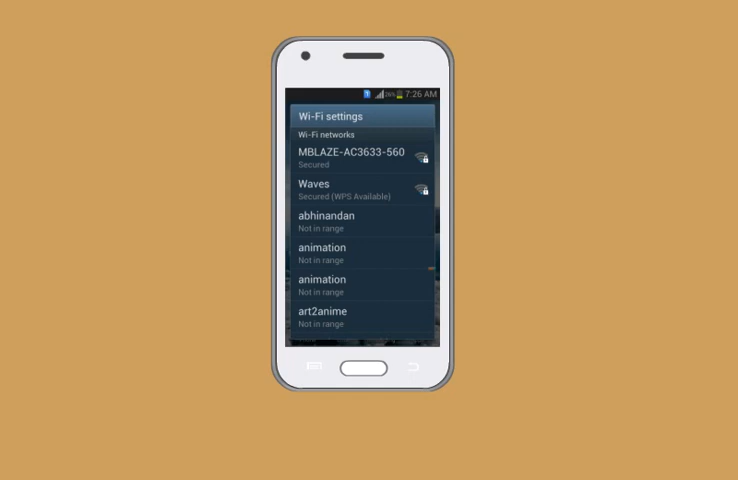 26% 7:26 AM
Wi-Fi settings
Wi-Fi networks
MBLAZE-AC3633-560
Secured
Waves
Secured (WPS Available)
abhinandan
Not in range
animation
Not in range
animation
Not in range
art2anime
Not in range